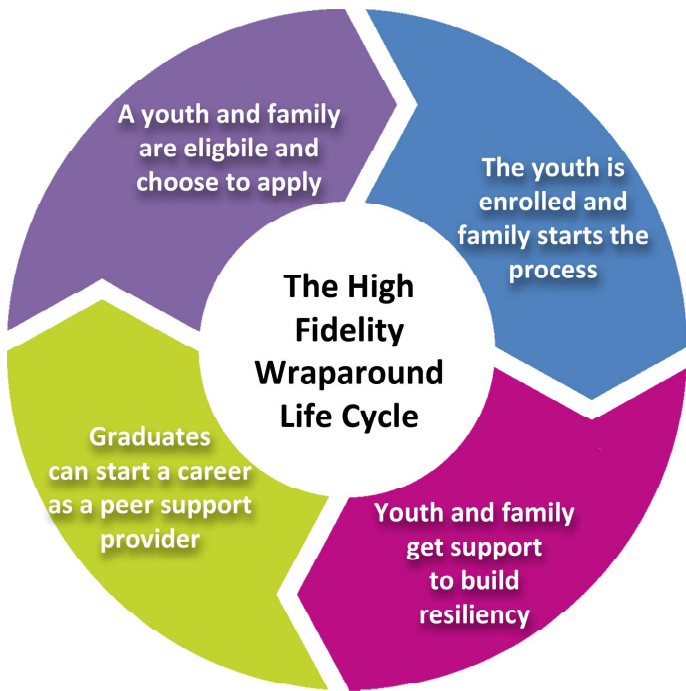 A youth and family
are eligbile and
choose to apply
The youth is
enrolled and
family starts the
process
The High
Fidelity
Wraparound
Life Cycle
Graduates
can start a career
as a peer support
provider
Youth and family
get support
to build
resiliency